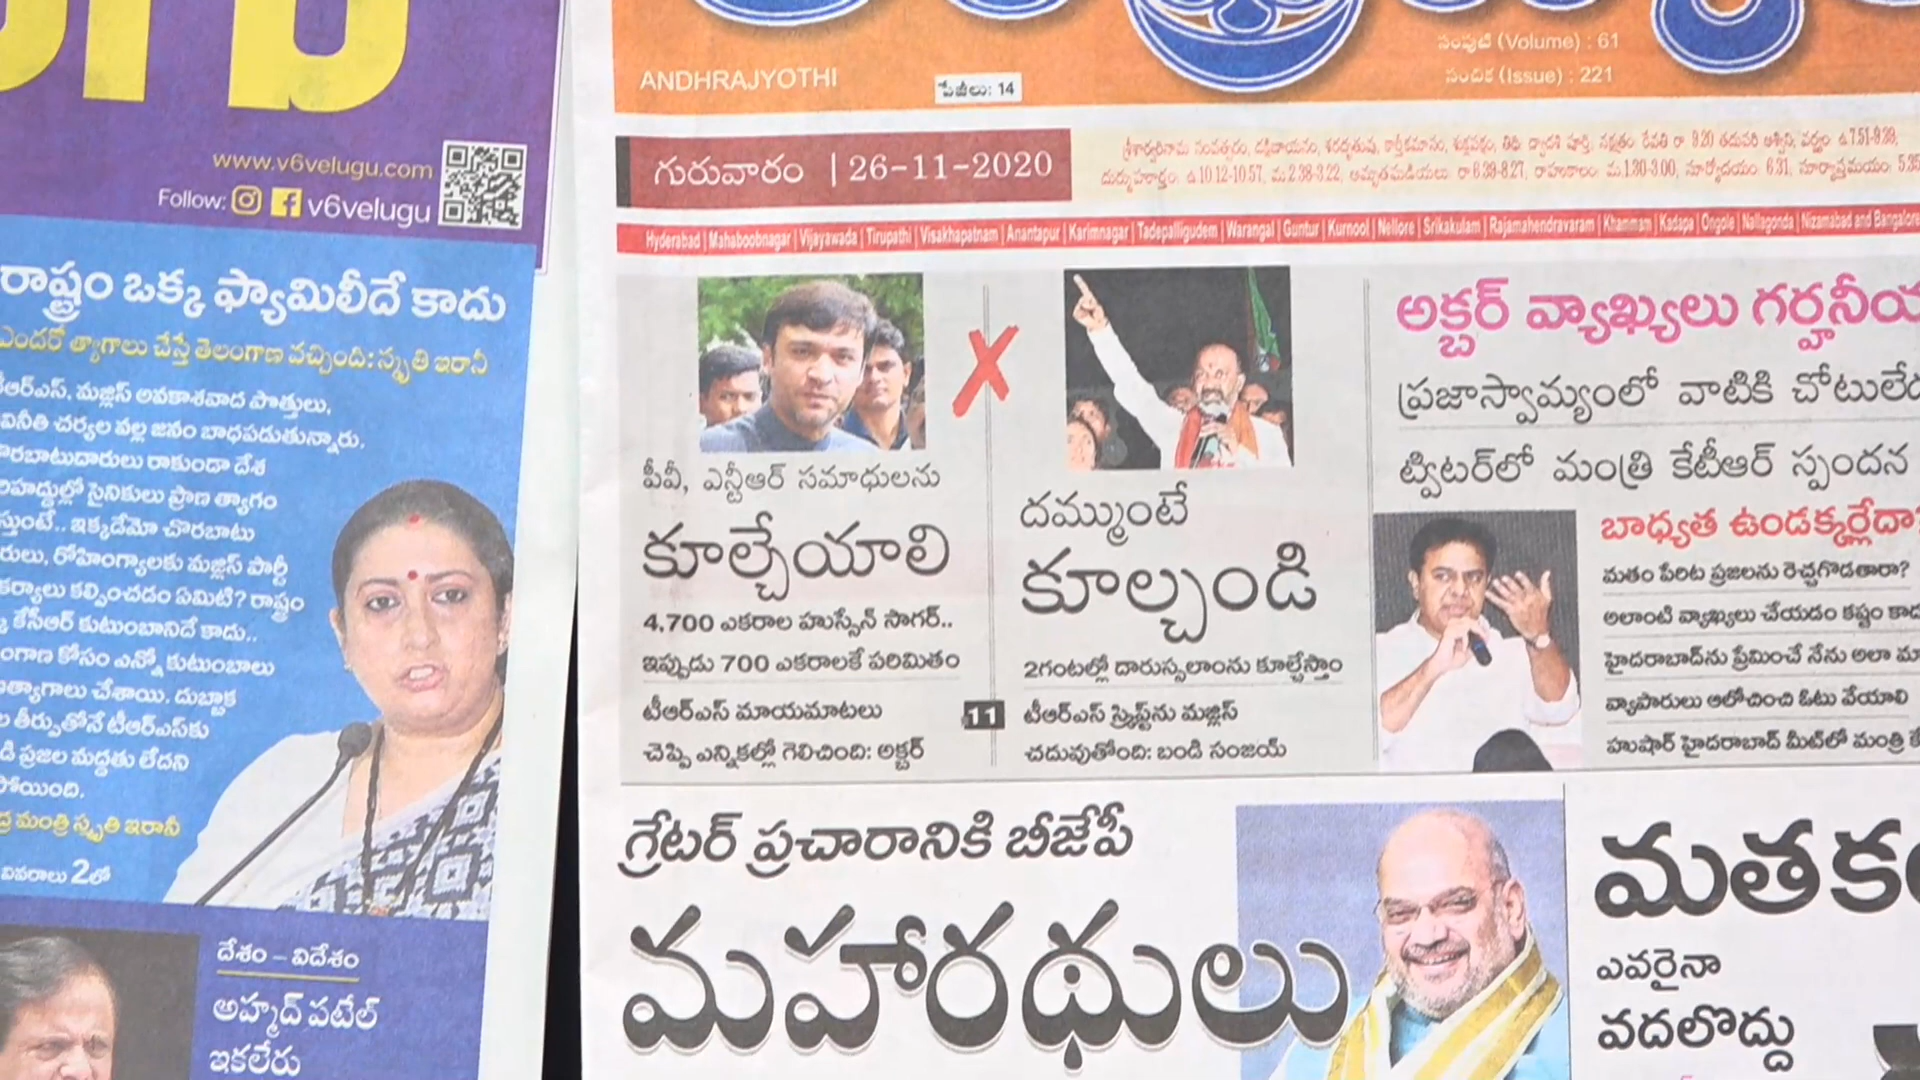 www.v6velugu.com
Follow: v6velugu
రాష్ట్రం ఒక్క ఫ్యామిలీదే కాదు
ఎందరో త్యాగాలు చేస్తే తెలంగాణ వచ్చింది: స్మృతి ఇరానీ
మజ్లిస్ అవకాశవాద పొత్తులు,
చర్యల వల్ల జనం బాధపడుతున్నారు.
రాకుండా దేశ
సైనికులు ప్రాణ త్యాగం
ఇక్కడేమో చొరబాటు
రోహింగ్యాలకు మజ్లిస్ పార్టీ
కల్పించడం ఏమిటి? రాష్ట్రం
కేసీఆర్ కుటుంబానిదే కాదు..
కోసం ఎన్నో కుటుంబాలు
త్యాగాలు చేశాయి. దుబ్బాక
తీర్పుతోనే టీఆర్ఎస్‌కు
ప్రజల మద్దతు లేదని
మంత్రి స్మృతి ఇరానీ
వివరాలు 2లో
దేశం – విదేశం
అహ్మద్ పటేల్
ఇకలేరు
ANDHRAJYOTHI
పేజీలు: 14
సంపుటి (Volume) : 61
సంచిక (Issue) : 221
గురువారం | 26-11-2020
Hyderabad | Mahaboobnagar | Vijayawada | Tirupathi | Visakhapatnam | Anantapur | Karimnagar | Tadepalligudem | Warangal | Guntur | Kurnool | Nellore | Srikakulam | Rajamahendravaram | Khammam | Kadapa | Ongole | Nallagonda | Nizamabad and Bangalore
పీవీ, ఎన్టీఆర్ సమాధులను
కూల్చేయాలి
4,700 ఎకరాల హుస్సేన్ సాగర్..
ఇప్పుడు 700 ఎకరాలకే పరిమితం
టీఆర్ఎస్ మాయమాటలు
చెప్పి ఎన్నికల్లో గెలిచింది: అక్బర్
11
దమ్ముంటే
కూల్చండి
2గంటల్లో దారుస్సలాంను కూల్చేస్తాం
టీఆర్ఎస్ స్క్రిప్ట్‌ను మజ్లిస్
చదువుతోంది: బండి సంజయ్
అక్బర్ వ్యాఖ్యలు గర్హనీయ
ప్రజాస్వామ్యంలో వాటికి చోటులే
ట్విటర్‌లో మంత్రి కేటీఆర్ స్పందన
బాధ్యత ఉండక్కర్లేదా?
మతం పేరిట ప్రజలను రెచ్చగొడతారా?
అలాంటి వ్యాఖ్యలు చేయడం కష్టం
హైదరాబాద్‌ను ప్రేమించే నేను అలా
వ్యాపారులు ఆలోచించి ఓటు వేయాలి
హుషార్ హైదరాబాద్ మీట్‌లో మంత్రి
గ్రేటర్ ప్రచారానికి బీజేపీ
మహారథులు
మతక
ఎవరైనా
వదలొద్దు